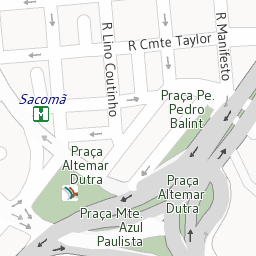 R Lino Coutinho
R Cmte Taylor
R Manifesto
Sacomã
M
Praça Pe.
Pedro
Balint
Praça
Altemar
Dutra
Praça
Altemar
Dutra
Praça Mte.
Azul
Paulista